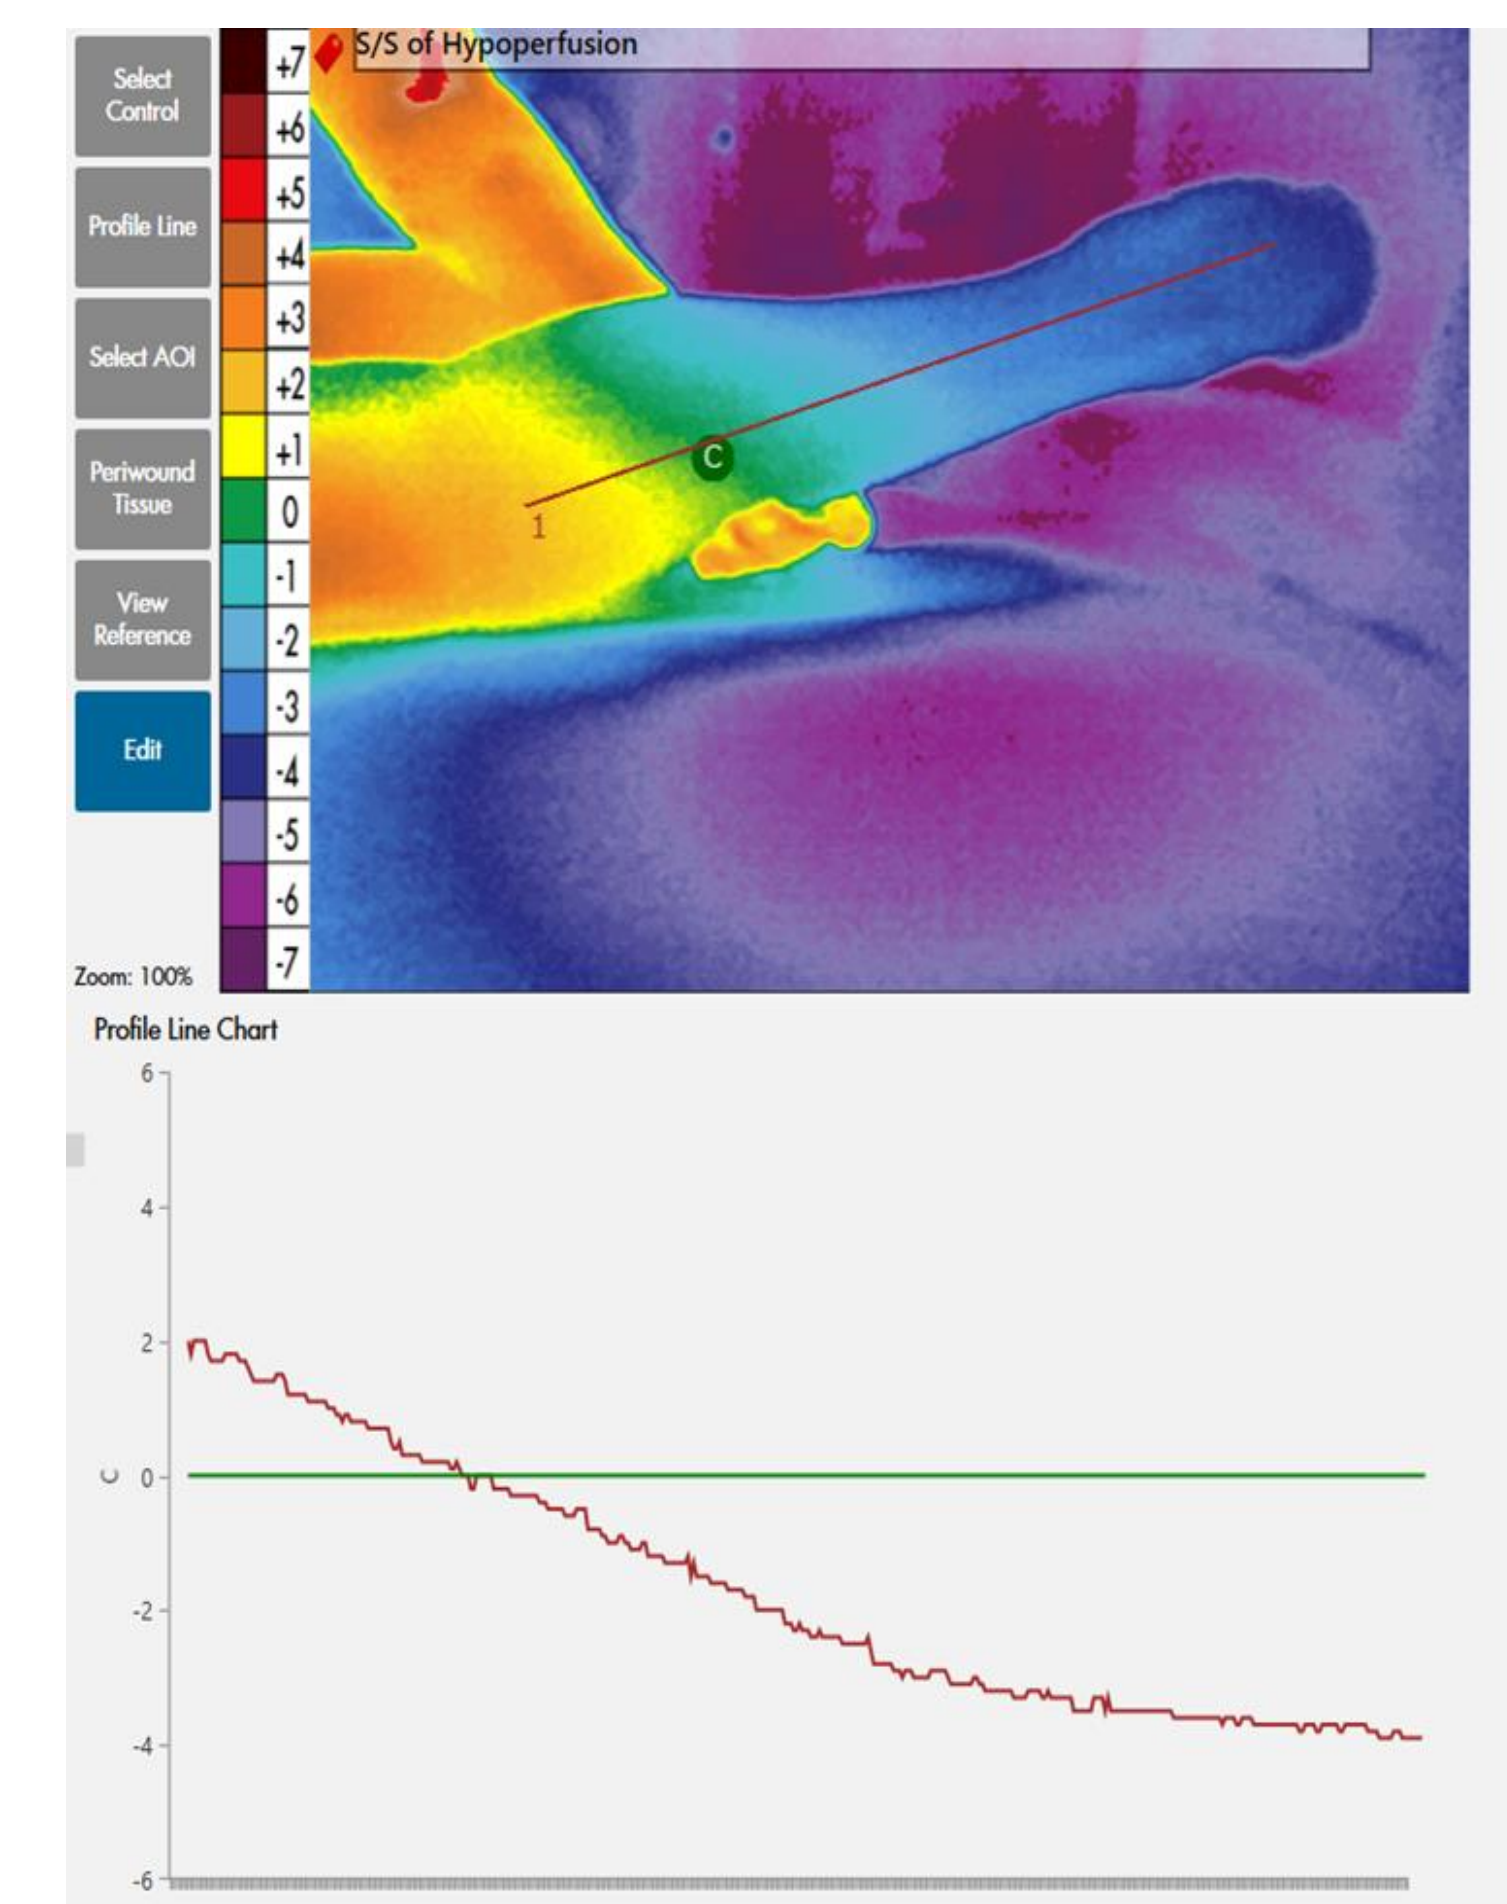 S/S of Hypoperfusion
Select
Control
Profile Line
Select AOI
Periwound
Tissue
View
Reference
Edit
Zoom: 100%
+7
+6
+5
+4
+3
+2
+1
0
-1
-2
-3
-4
-5
-6
-7
C
1
Profile Line Chart
6
4
2
0
-2
-4
-6
C